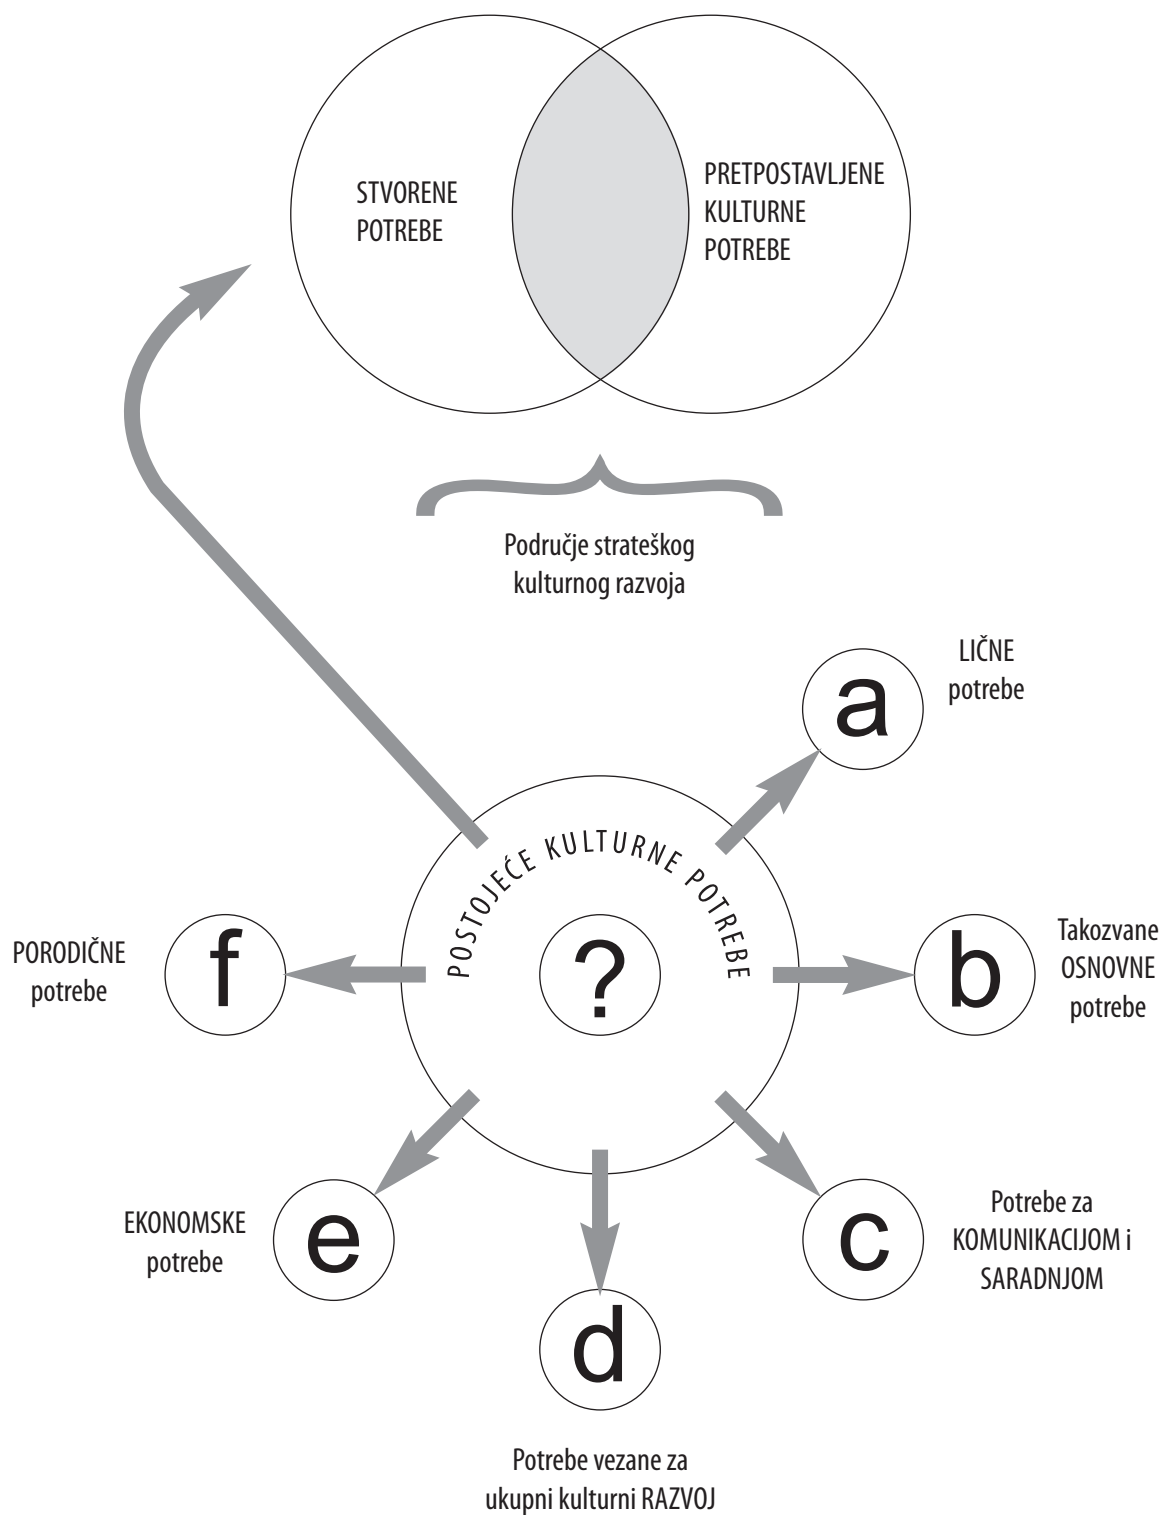 STVORENE
POTREBE
PRETPOSTAVLJENE
KULTURNE
POTREBE
Područje strateškog
kulturnog razvoja
a
LIČNE
potrebe
POSTOJEĆE KULTURNE POTREBE
?
f
PORODIČNE
potrebe
b
Takozvane
OSNOVNE
potrebe
e
EKONOMSKE
potrebe
c
Potrebe za
KOMUNIKACIJOM i
SARADNJOM
d
Potrebe vezane za
ukupni kulturni RAZVOJ